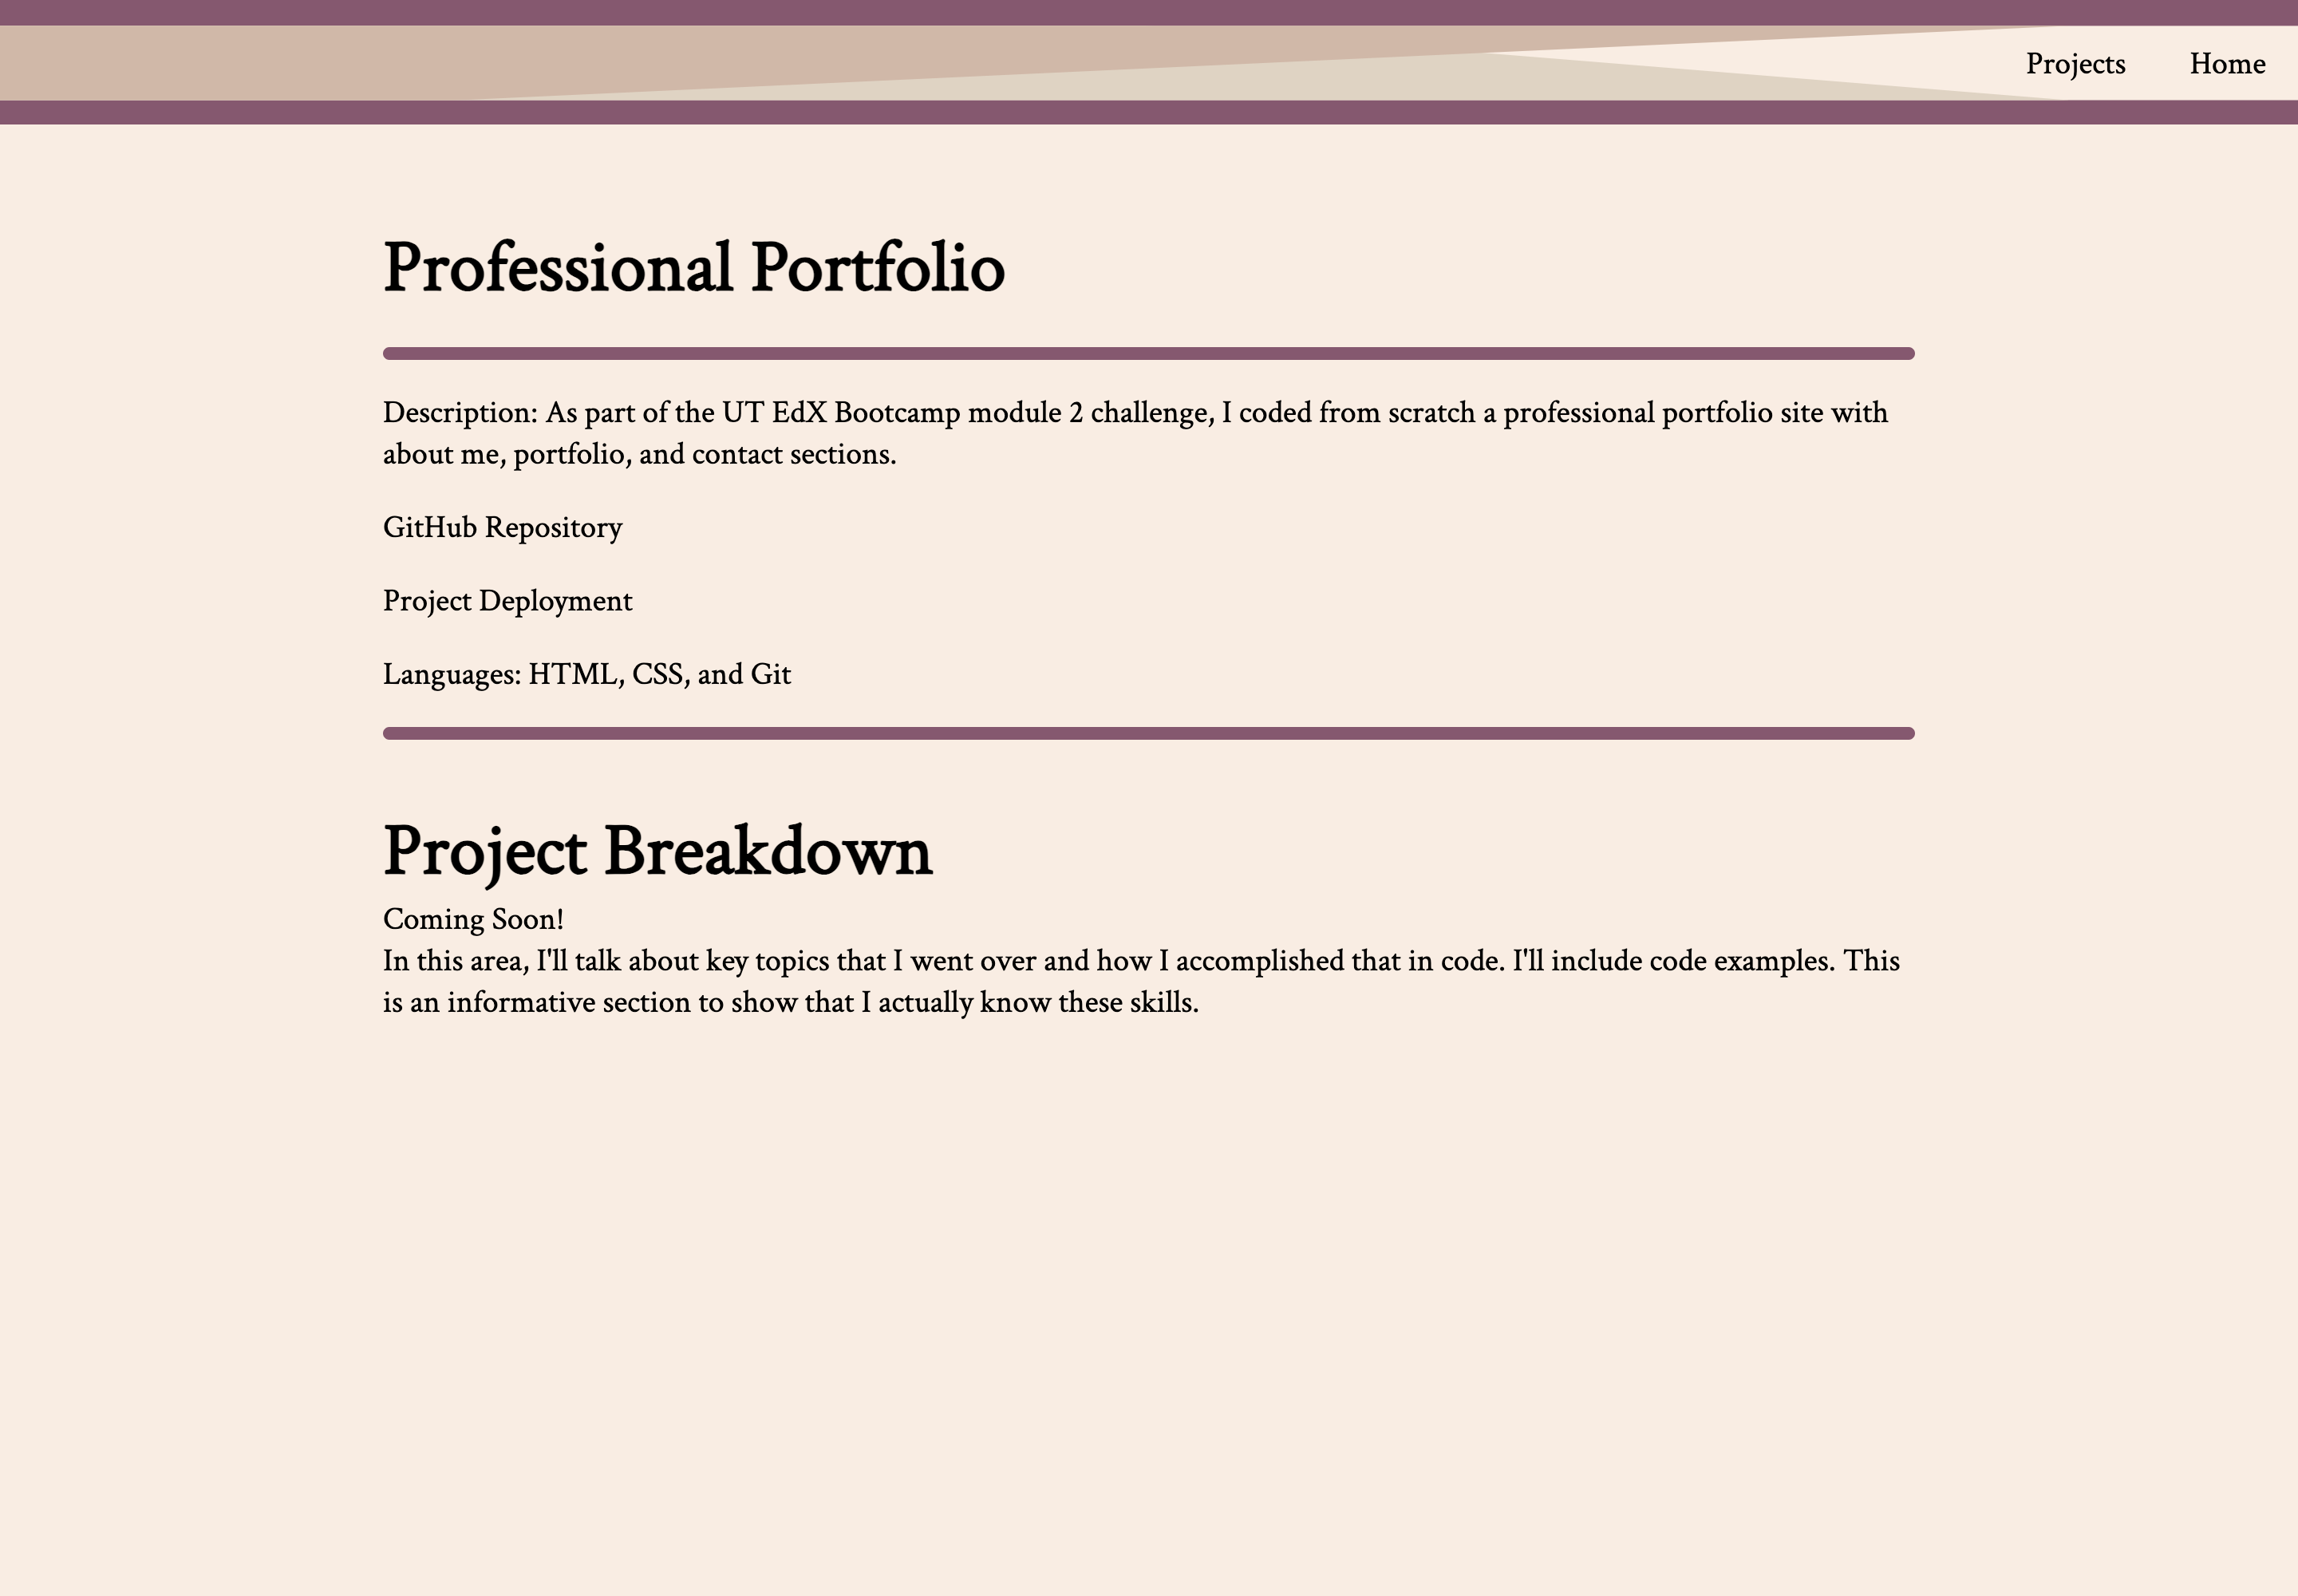 Projects Home
Professional Portfolio
Description: As part of the UT EdX Bootcamp module 2 challenge, I coded from scratch a professional portfolio site with
about me, portfolio, and contact sections.
GitHub Repository
Project Deployment
Languages: HTML, CSS, and Git
Project Breakdown
Coming Soon!
In this area, I'll talk about key topics that I went over and how I accomplished that in code. I'll include code examples. This
is an informative section to show that I actually know these skills.